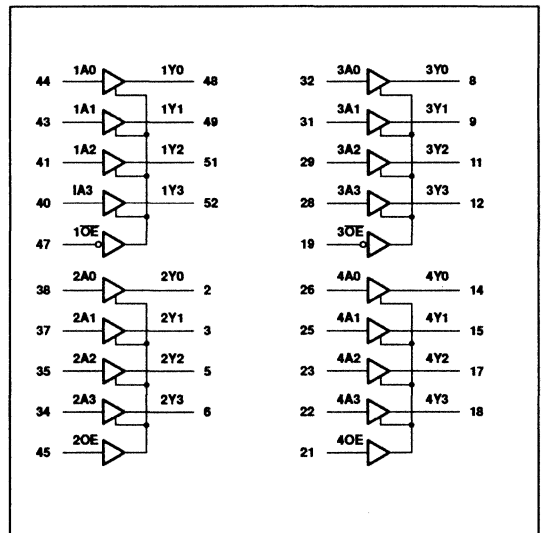 44 1A0 1Y0 48
43 1A1 1Y1 49
41 1A2 1Y2 51
40 IA3 1Y3 52
47 1O̅E̅
38 2A0 2Y0 2
37 2A1 2Y1 3
35 2A2 2Y2 5
34 2A3 2Y3 6
45 2OE
32 3A0 3Y0 8
31 3A1 3Y1 9
29 3A2 3Y2 11
28 3A3 3Y3 12
19 3O̅E̅
26 4A0 4Y0 14
25 4A1 4Y1 15
23 4A2 4Y2 17
22 4A3 4Y3 18
21 4OE